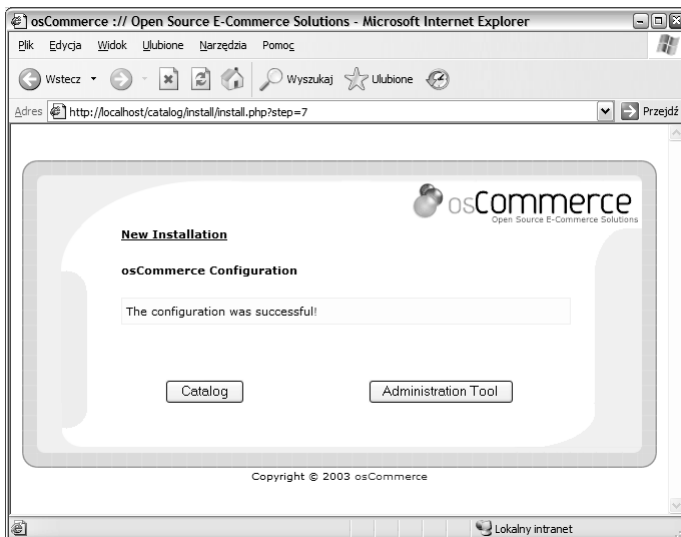 osCommerce :// Open Source E-Commerce Solutions - Microsoft Internet Explorer
Plik Edycja Widok Ulubione Narzędzia Pomoc
Wstecz Wyszukaj Ulubione
Adres http://localhost/catalog/install/install.php?step=7 Przejdź
osCommerce
Open Source E-Commerce Solutions
New Installation
osCommerce Configuration
The configuration was successful!
Catalog Administration Tool
Copyright © 2003 osCommerce
Lokalny intranet